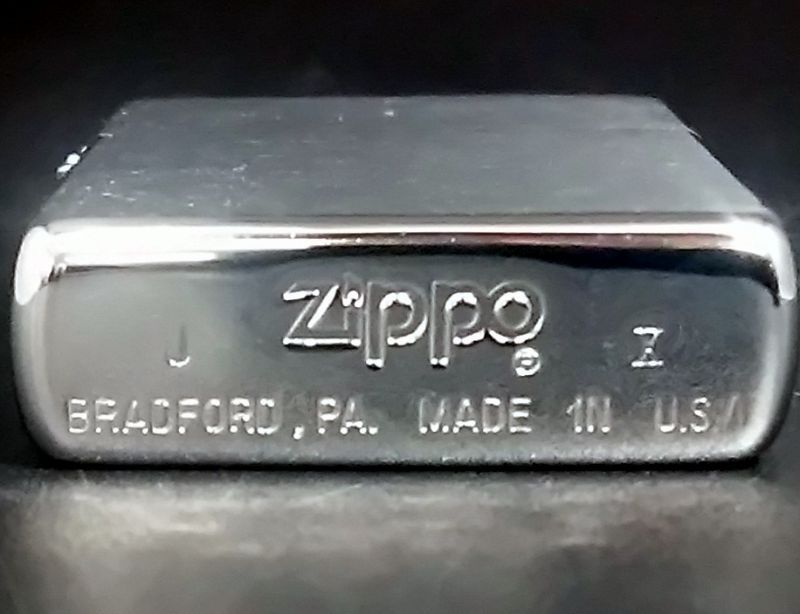 zippo ®
J X
BRADFORD, PA. MADE IN U.S.A